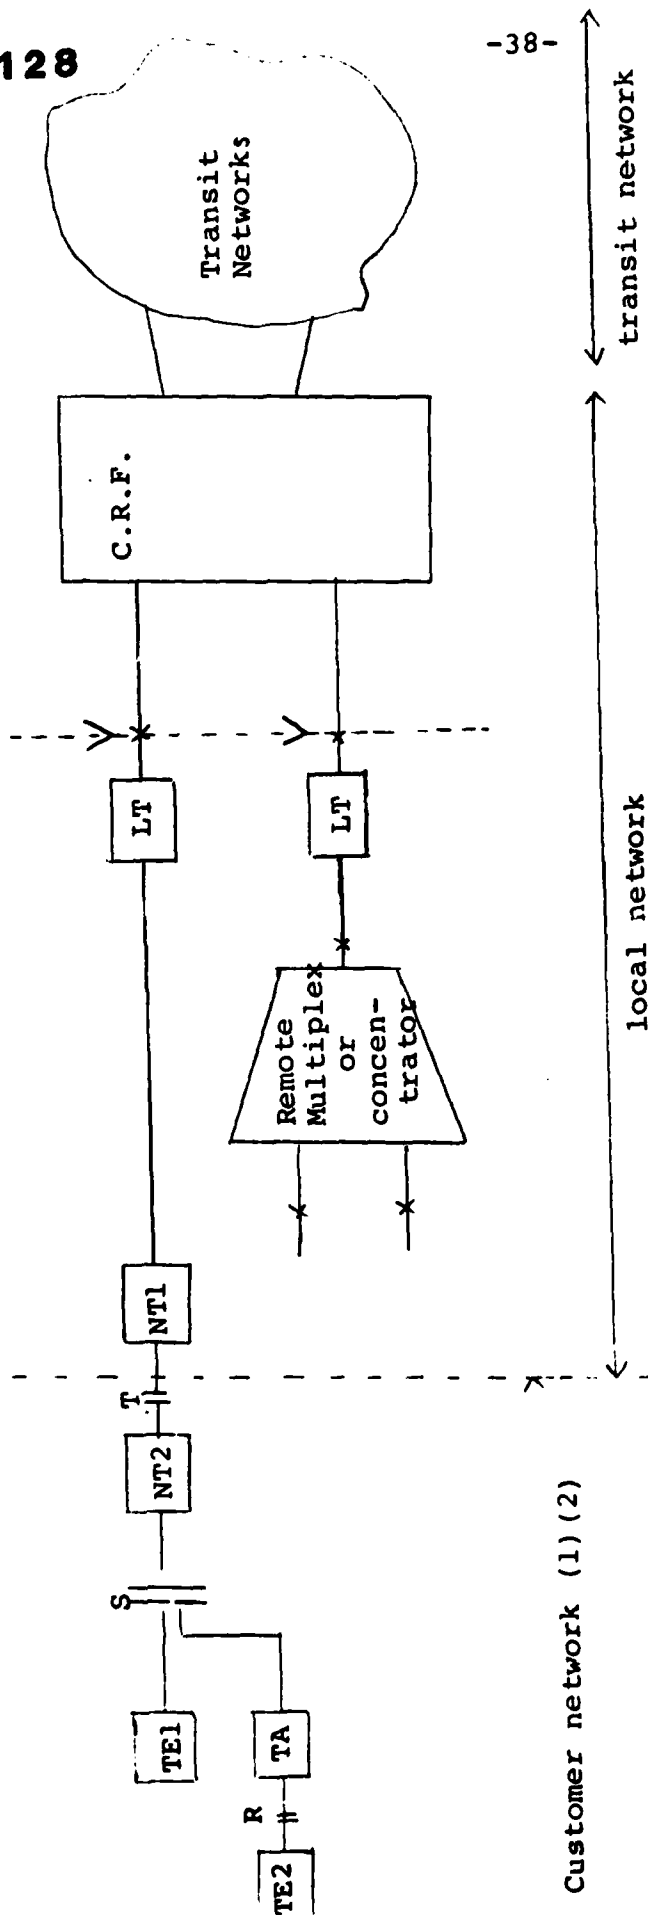 128
-38-
Transit
Networks
transit network
C.R.F.
LT
LT
Remote
Multiplex
or
concen-
trator
local network
NT1
T
NT2
S
TE1
TA
R
TE2
Customer network (1)(2)